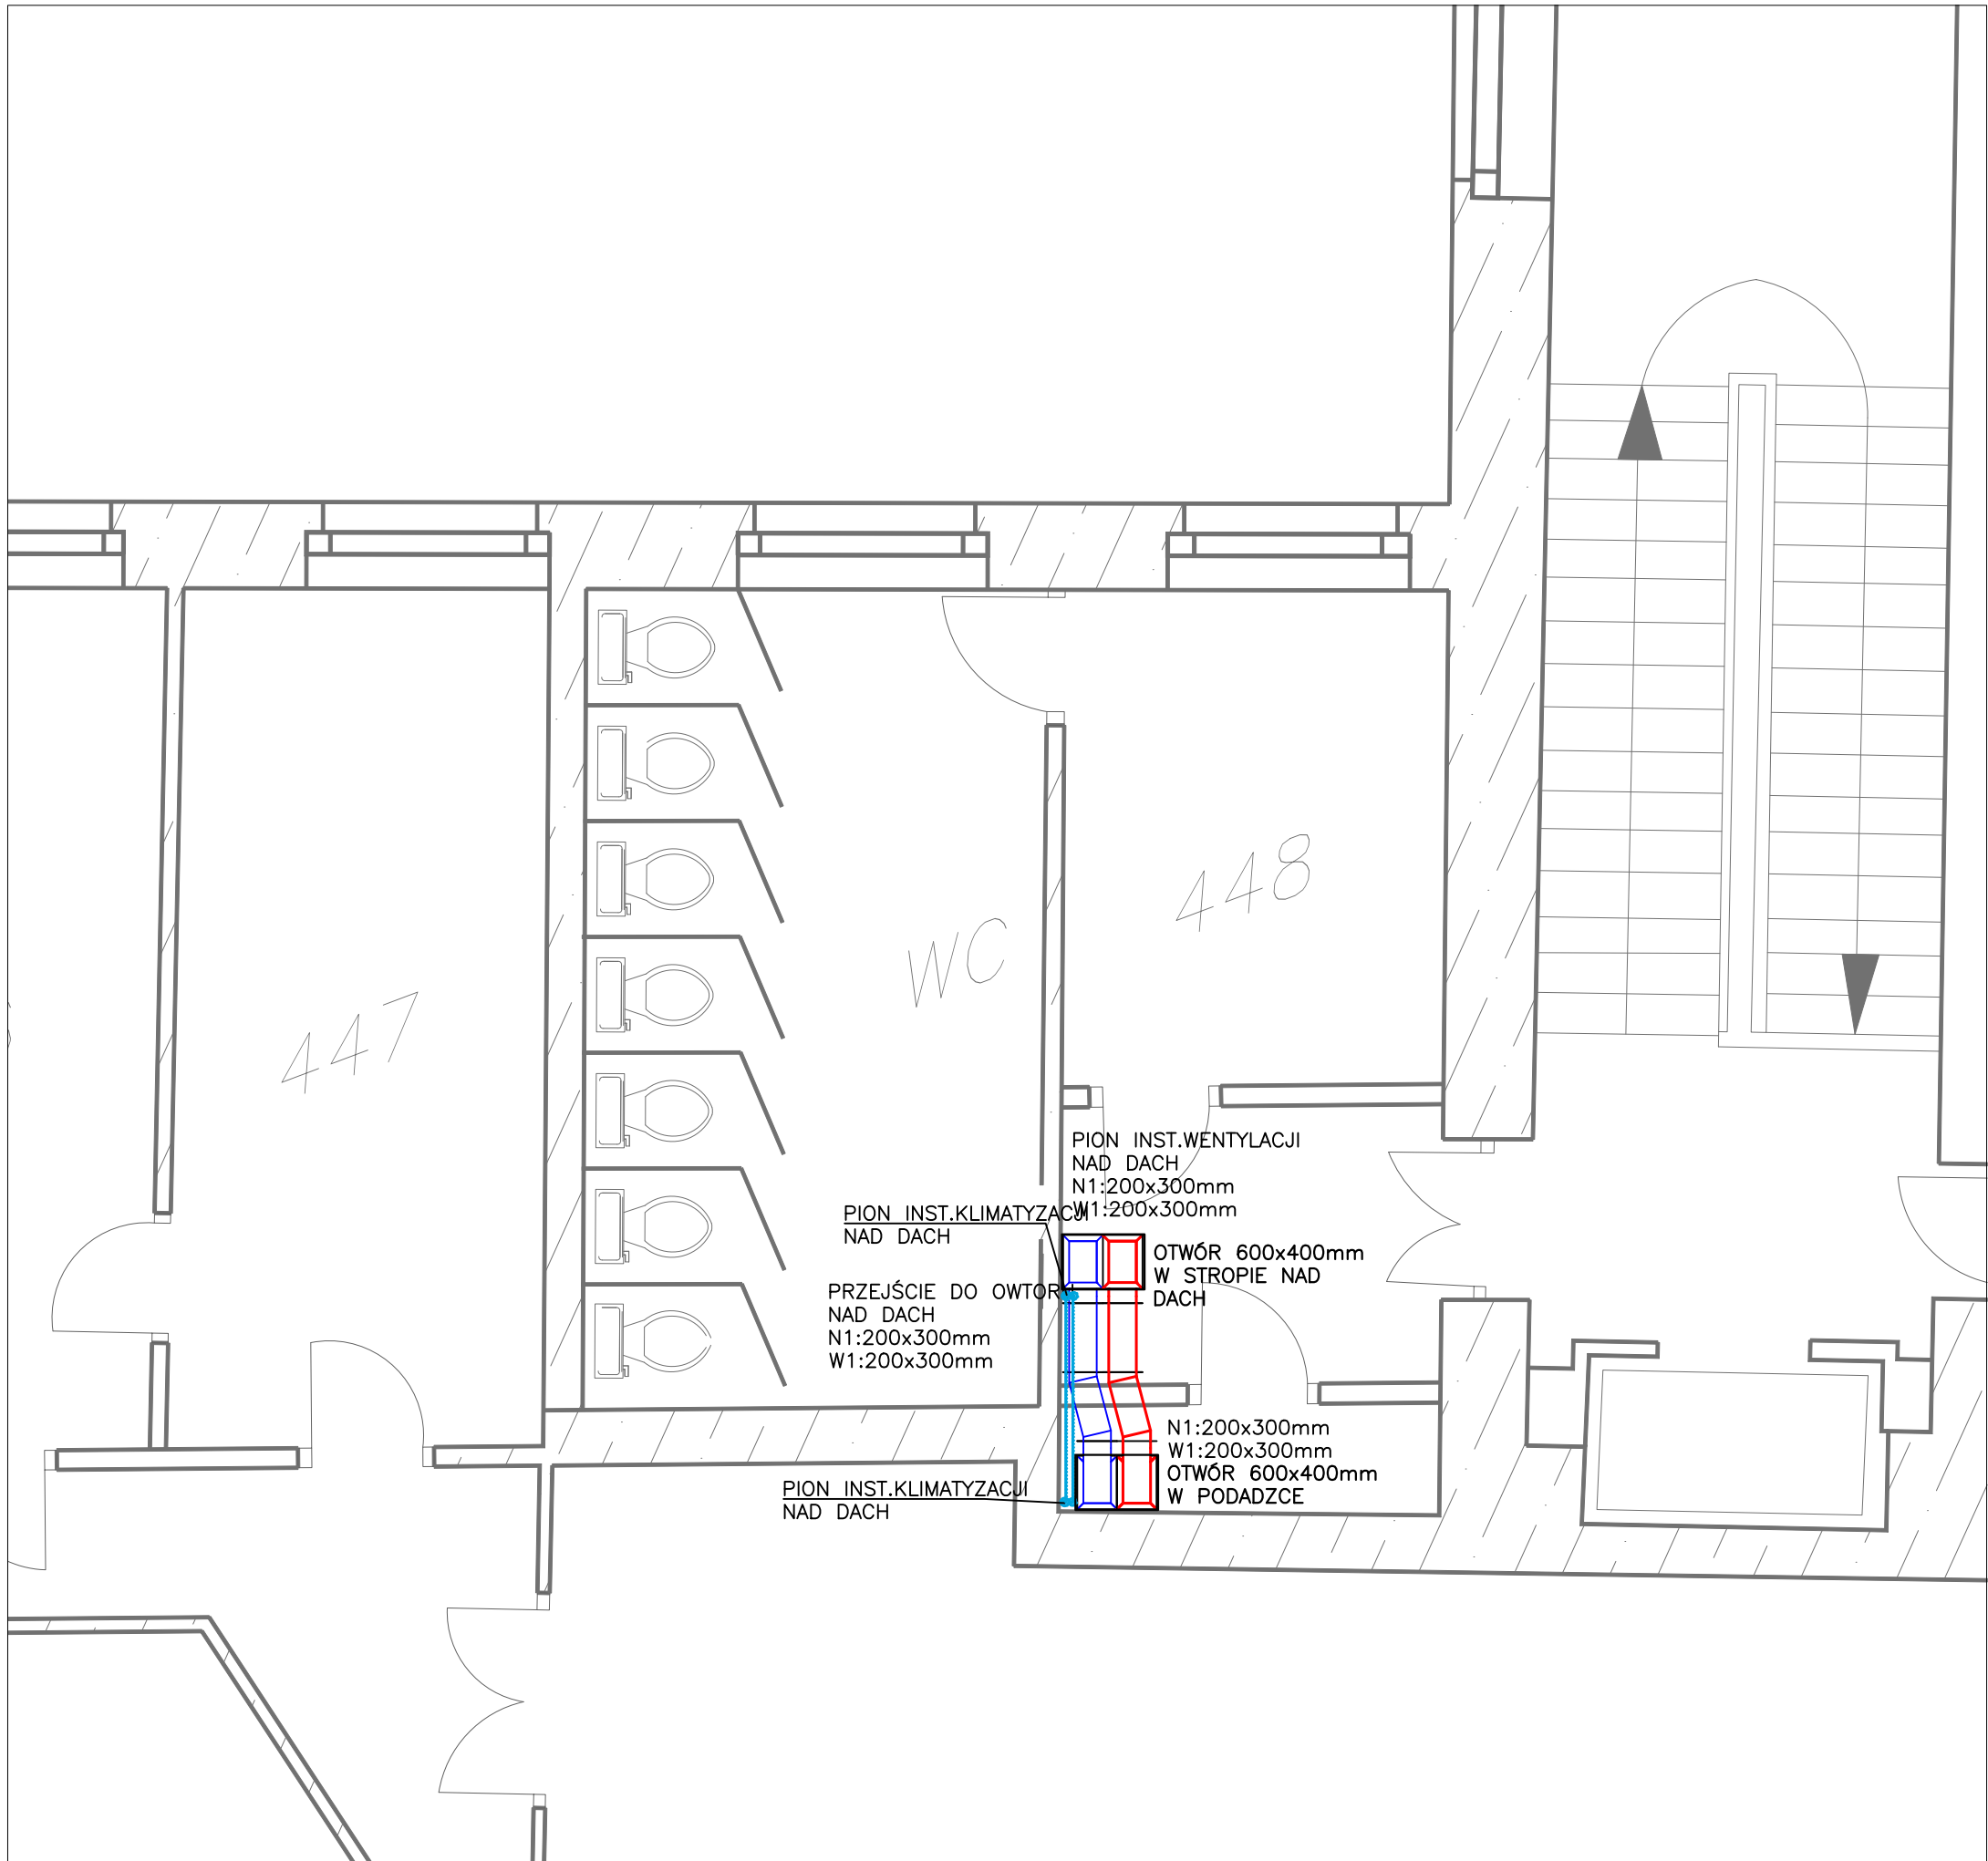 448
WC
447
PION INST.WENTYLACJI
NAD DACH
N1:200x300mm
W1:200x300mm
PION INST.KLIMATYZACJI
NAD DACH
OTWÓR 600x400mm
W STROPIE NAD
DACH
PRZEJŚCIE DO OWTORU
NAD DACH
N1:200x300mm
W1:200x300mm
N1:200x300mm
W1:200x300mm
OTWÓR 600x400mm
W PODADZCE
PION INST.KLIMATYZACJI
NAD DACH